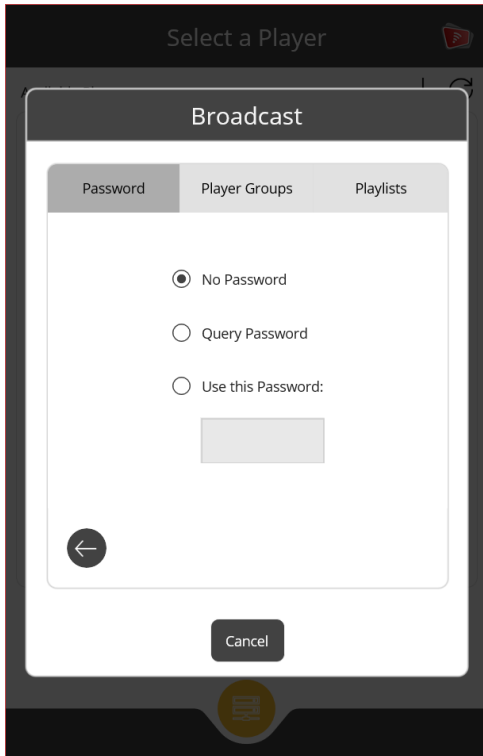 Select a Player
Broadcast
Password
Player Groups
Playlists
No Password
Query Password
Use this Password:
Cancel